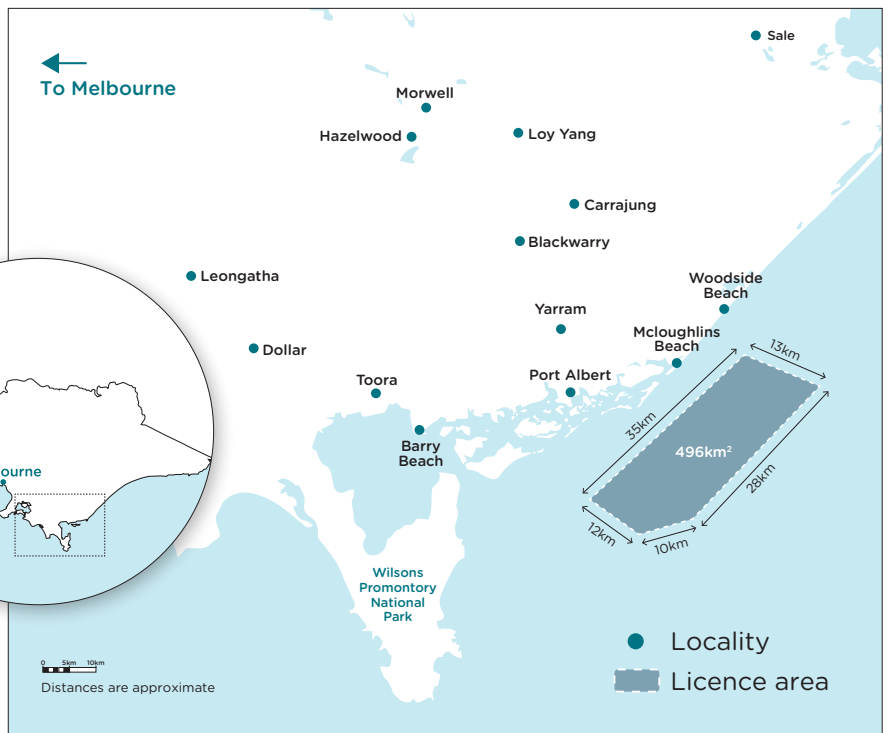 Sale
To Melbourne
Morwell
Hazelwood
Loy Yang
Carrajung
Blackwarry
Leongatha
Woodside
Beach
Yarram
Mcloughlins
Beach
Dollar
13km
Toora
Port Albert
35km
Barry
Beach
496km²
28km
ourne
12km
10km
Wilsons
Promontory
National
Park
Locality
0 5km 10km
Licence area
Distances are approximate